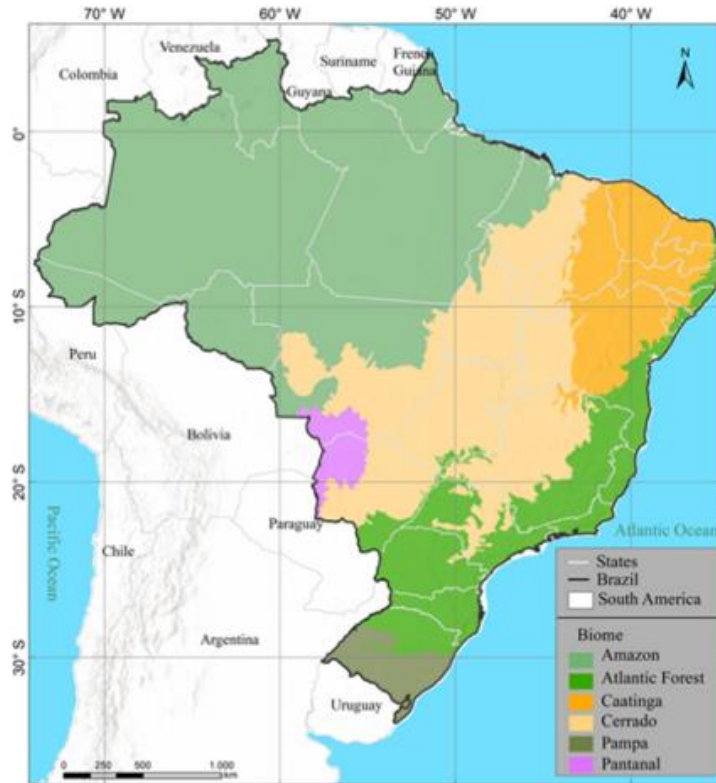 70° W
60° W
50° W
40° W
N
Venezuela
Colombia
Suriname
French
Guiana
Guyana
0°
10° S
Peru
Bolivia
20° S
Paraguay
Pacific Ocean
Chile
Atlantic Ocean
States
Brazil
South America
Argentina
Biome
Amazon
30° S
Atlantic Forest
Caatinga
Cerrado
Uruguay
Pampa
Pantanal
0 250 500 1.000
km